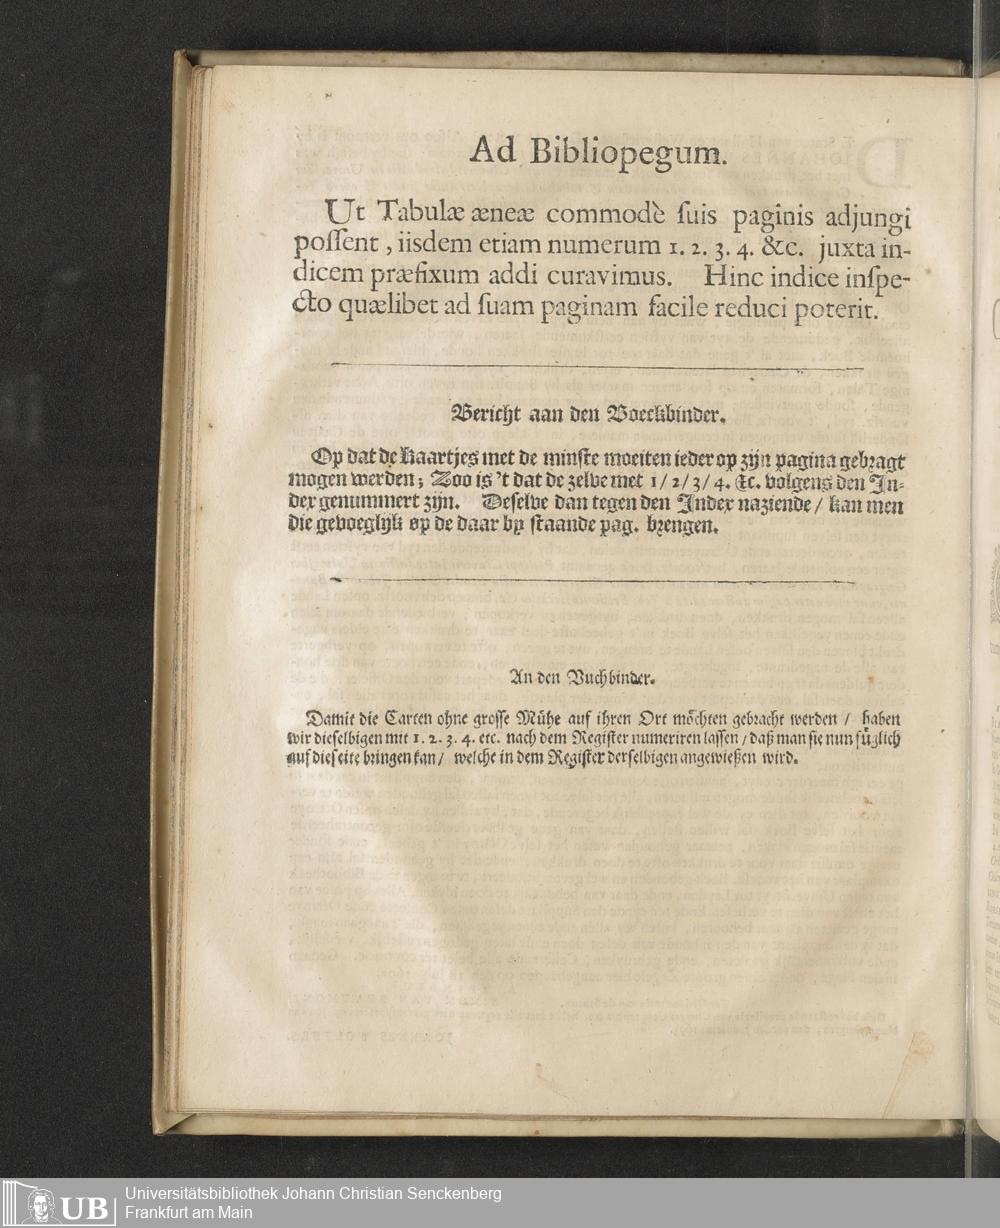 Ad Bibliopegum.
Ut Tabulæ æneæ commodè ſuis paginis adjungi
poſſent, iisdem etiam numerum 1. 2. 3. 4. &c. juxta in-
dicem præfixum addi curavimus. Hinc indice inſpe-
cto quælibet ad ſuam paginam facile reduci poterit.
Bericht aan den Boeckbinder.
Op dat de Kaartjes met de minſte moeiten ieder op zijn pagina gebragt
mogen werden; Zoo is 't dat de zelve met 1/2/3/4. &c. volgens den In-
dex genummert zijn. Deſelve dan tegen den Index naziende / kan men
die gevoeglijk op de daar by ſtaande pag. brengen.
An den Buchbinder.
Damit die Carten ohne groſſe Mühe auf ihren Ort möchten gebracht werden / haben
wir dieſelbigen mit 1. 2. 3. 4. etc. nach dem Regiſter numeriren laſſen / daß man ſie nun füglich
auf die ſeite bringen kan / welche in dem Regiſter derſelbigen angewieſen wird.
UB
Universitätsbibliothek Johann Christian Senckenberg
Frankfurt am Main